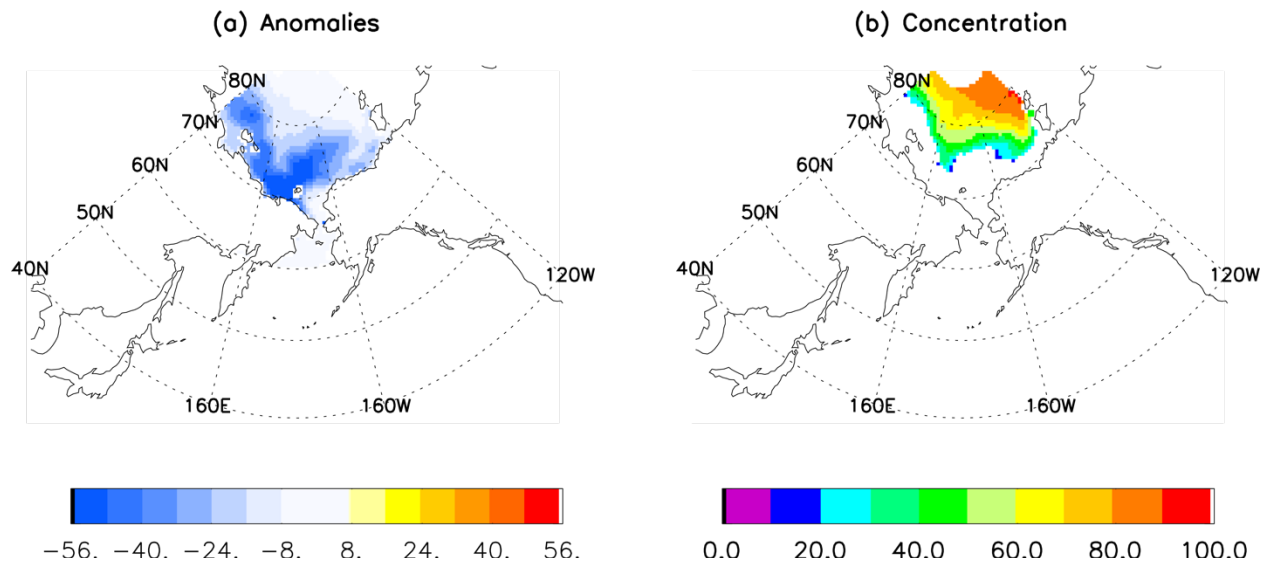 (a) Anomalies
(b) Concentration
80N
70N
60N
50N
40N
120W
160E
160W
80N
70N
60N
50N
40N
120W
160E
160W
−56. −40. −24. −8. 8. 24. 40. 56.
0.0 20.0 40.0 60.0 80.0 100.0